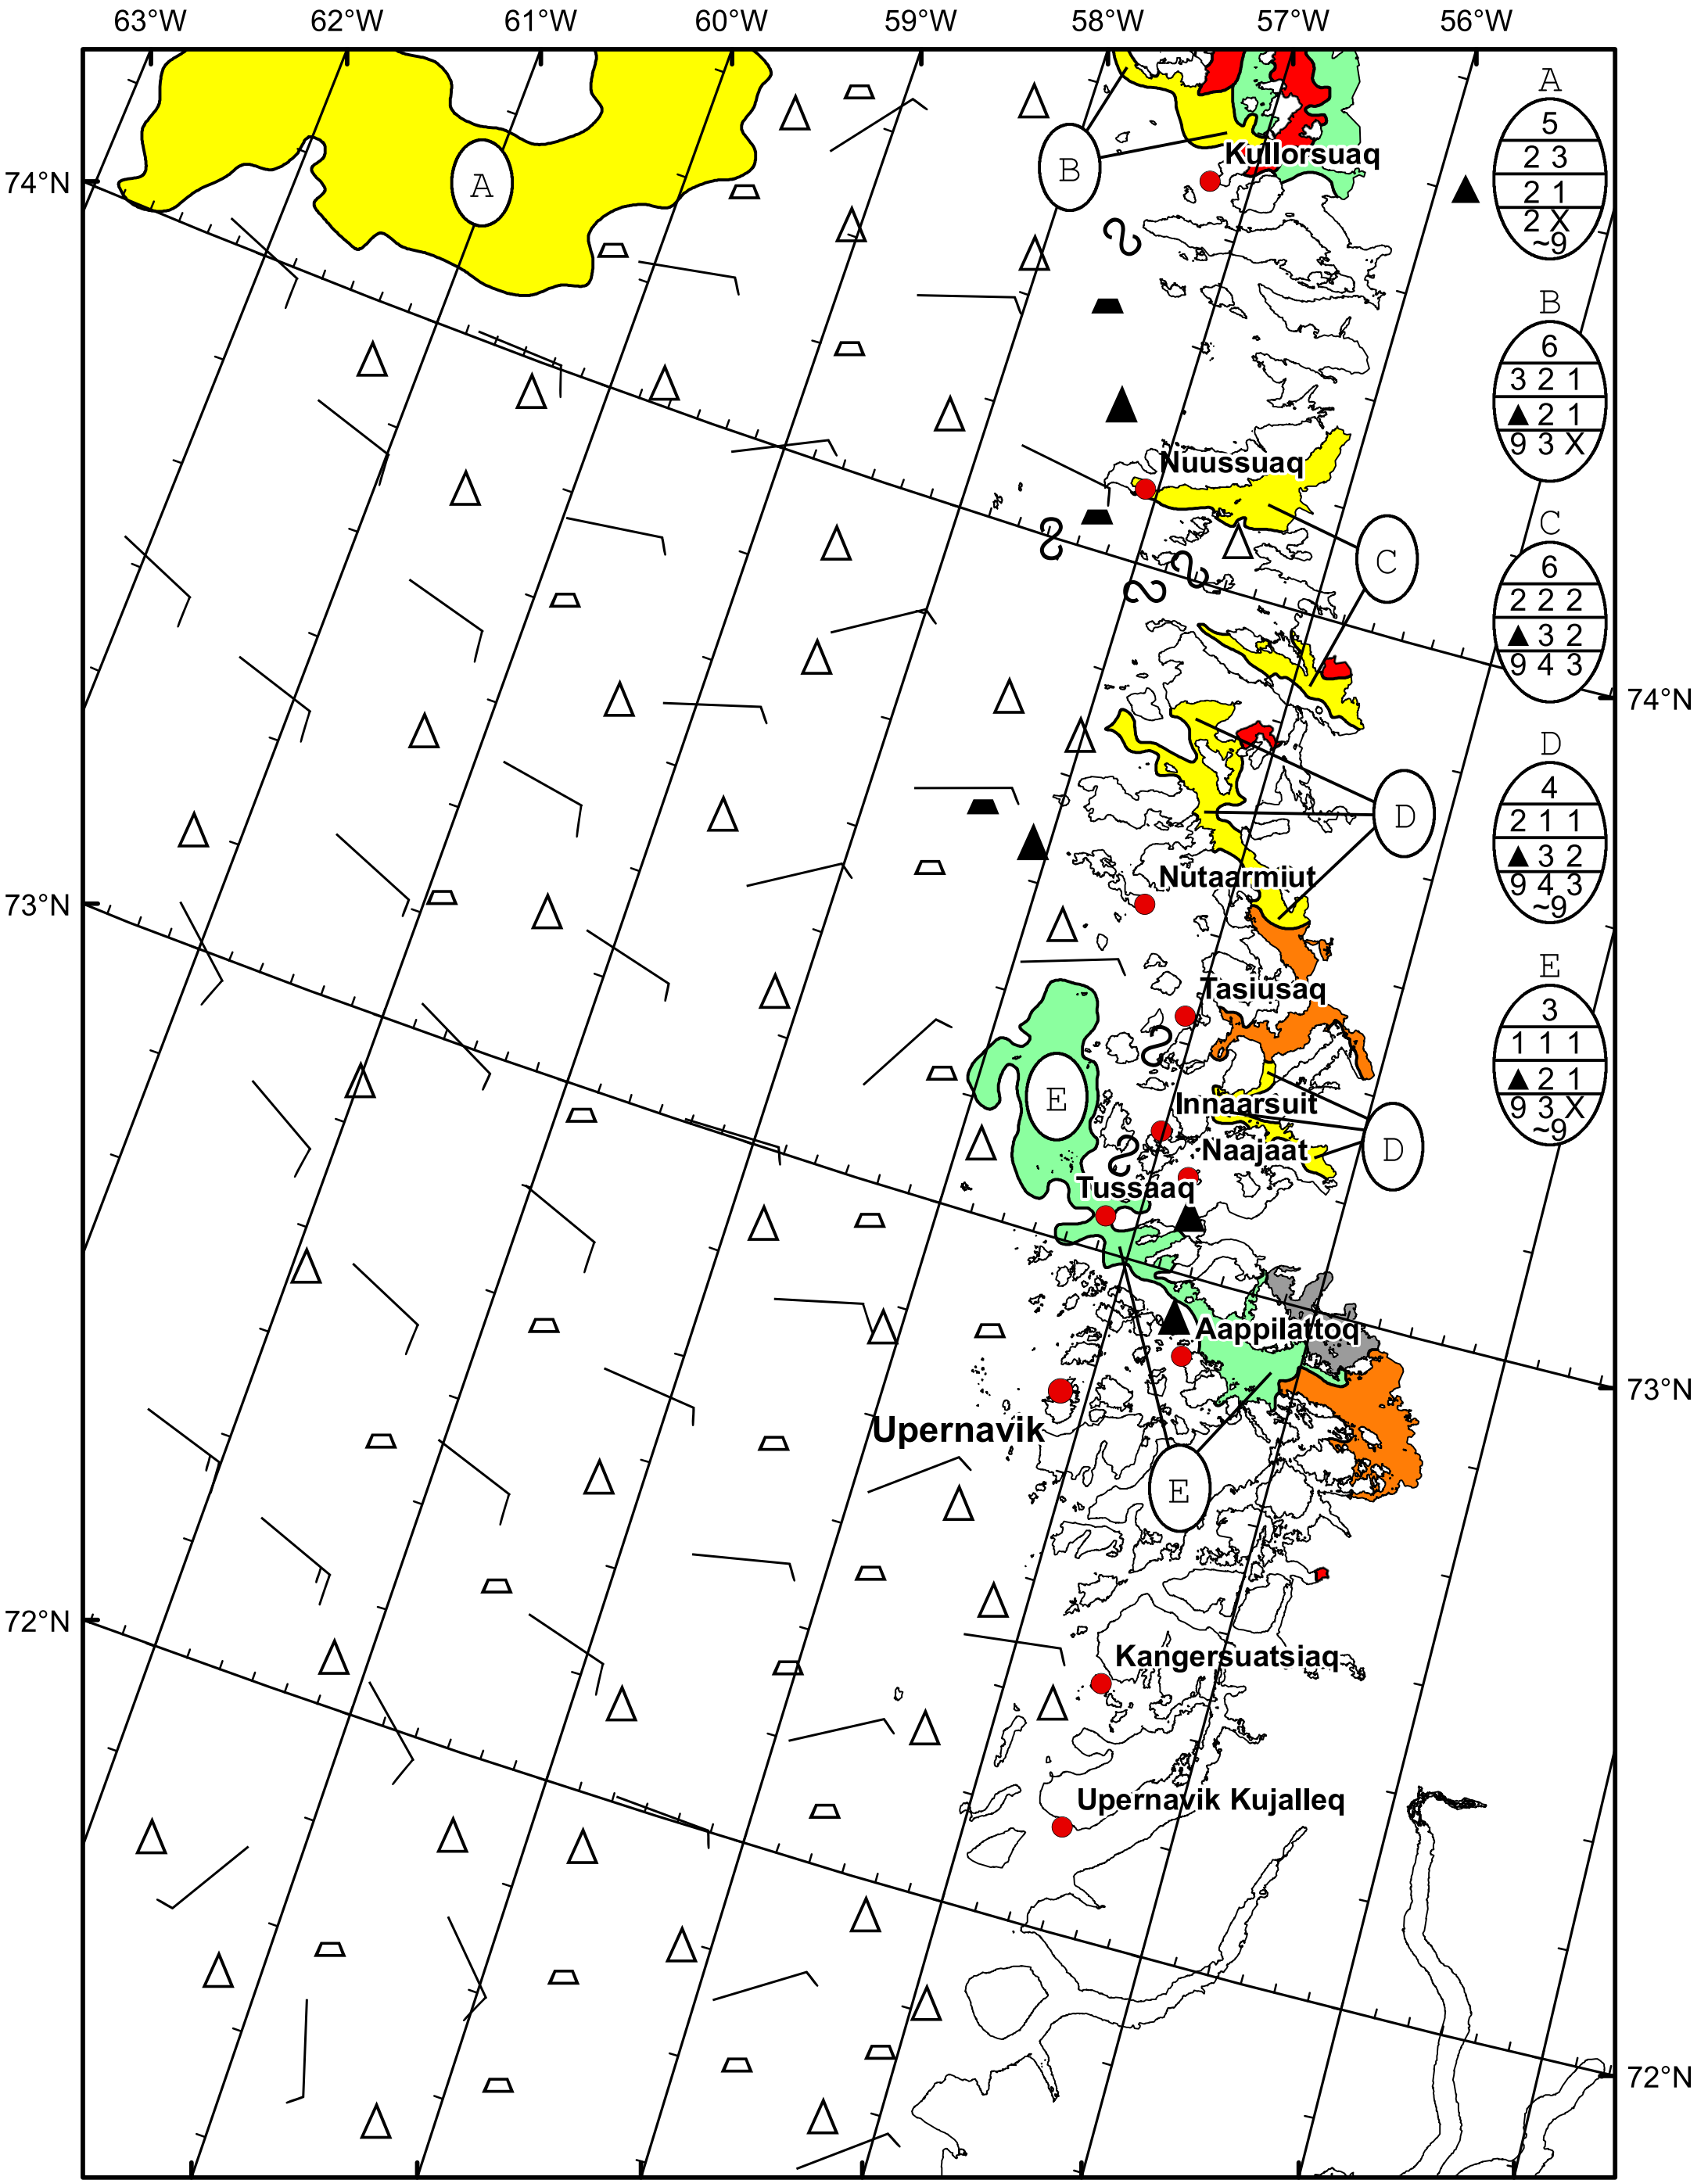 63°W 62°W 61°W 60°W 59°W 58°W 57°W 56°W
A
5
2 3
2 1
2 X
~9
B
6
3 2 1
▲ 2 1
9 3 X
C
6
2 2 2
▲ 3 2
9 4 3
D
4
2 1 1
▲ 3 2
9 4 3
~9
E
3
1 1 1
▲ 2 1
9 3 X
~9
74°N
A
B
Kullorsuaq
Nuussuaq
C
74°N
D
Nutaarmiut
73°N
Tasiusaq
E
Innaarsuit
Naajaat
D
Tussaaq
Aappilattoq
73°N
Upernavik
E
72°N
Kangersuatsiaq
Upernavik Kujalleq
72°N